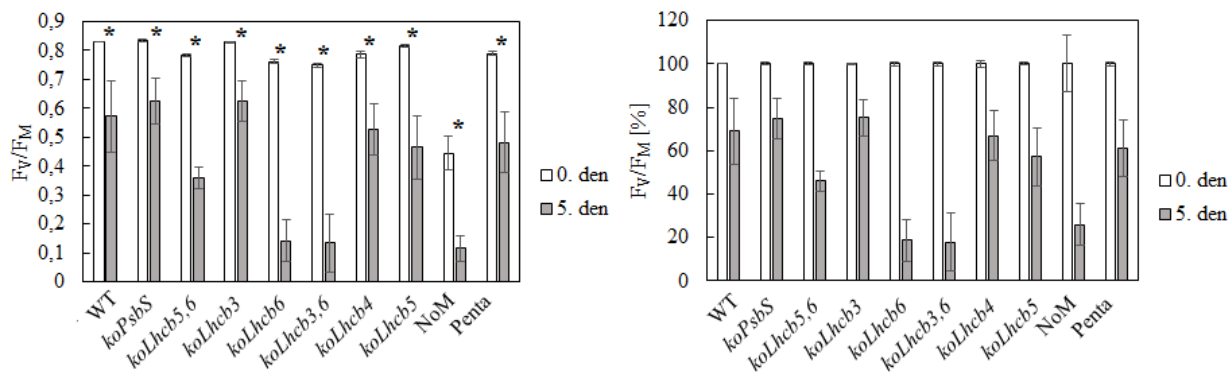 0,9
0,8
0,7
0,6
0,5
0,4
0,3
0,2
0,1
0
FV/FM
* * * * * * * * * *
WT
koPsbS
koLhcb5,6
koLhcb3
koLhcb6
koLhcb3,6
koLhcb4
koLhcb5
NoM
Penta
0. den
5. den
120
100
80
60
40
20
0
FV/FM [%]
WT
koPsbS
koLhcb5,6
koLhcb3
koLhcb6
koLhcb3,6
koLhcb4
koLhcb5
NoM
Penta
0. den
5. den